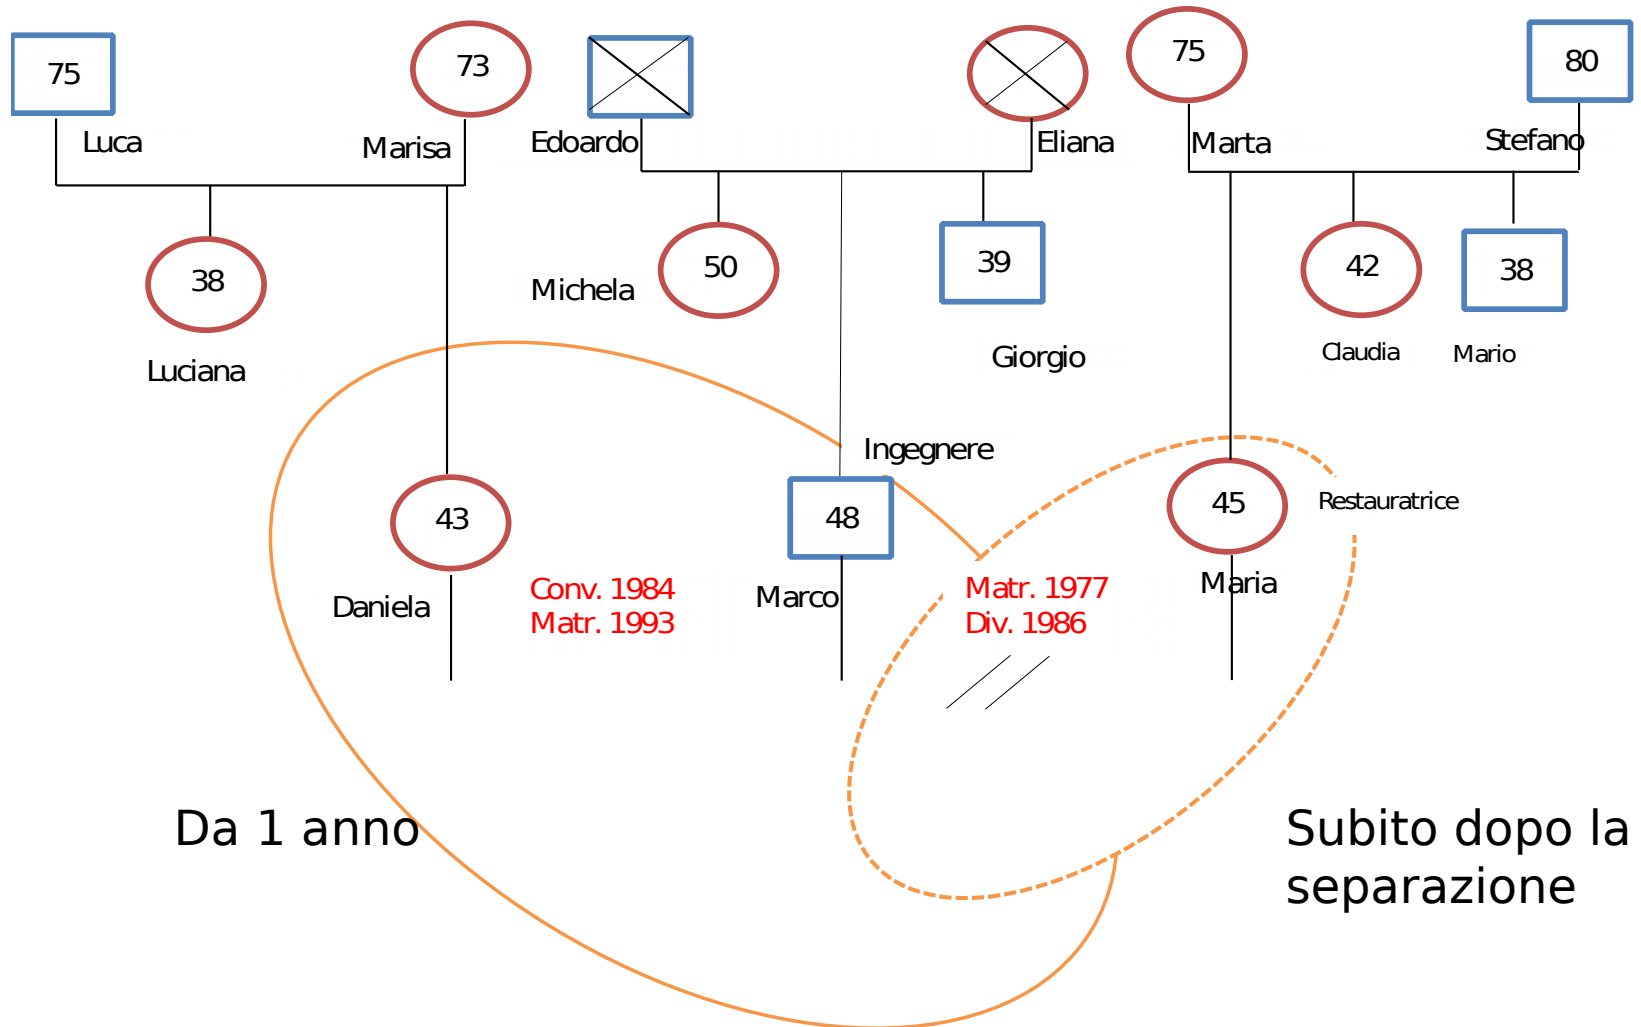 75
73
75
80
Luca
Marisa
Edoardo
Eliana
Marta
Stefano
38
50
39
42
38
Michela
Luciana
Giorgio
Claudia
Mario
Ingegnere
43
48
45
Restauratrice
Daniela
Conv. 1984
Matr. 1993
Marco
Matr. 1977
Div. 1986
Maria
Da 1 anno
Subito dopo la
separazione